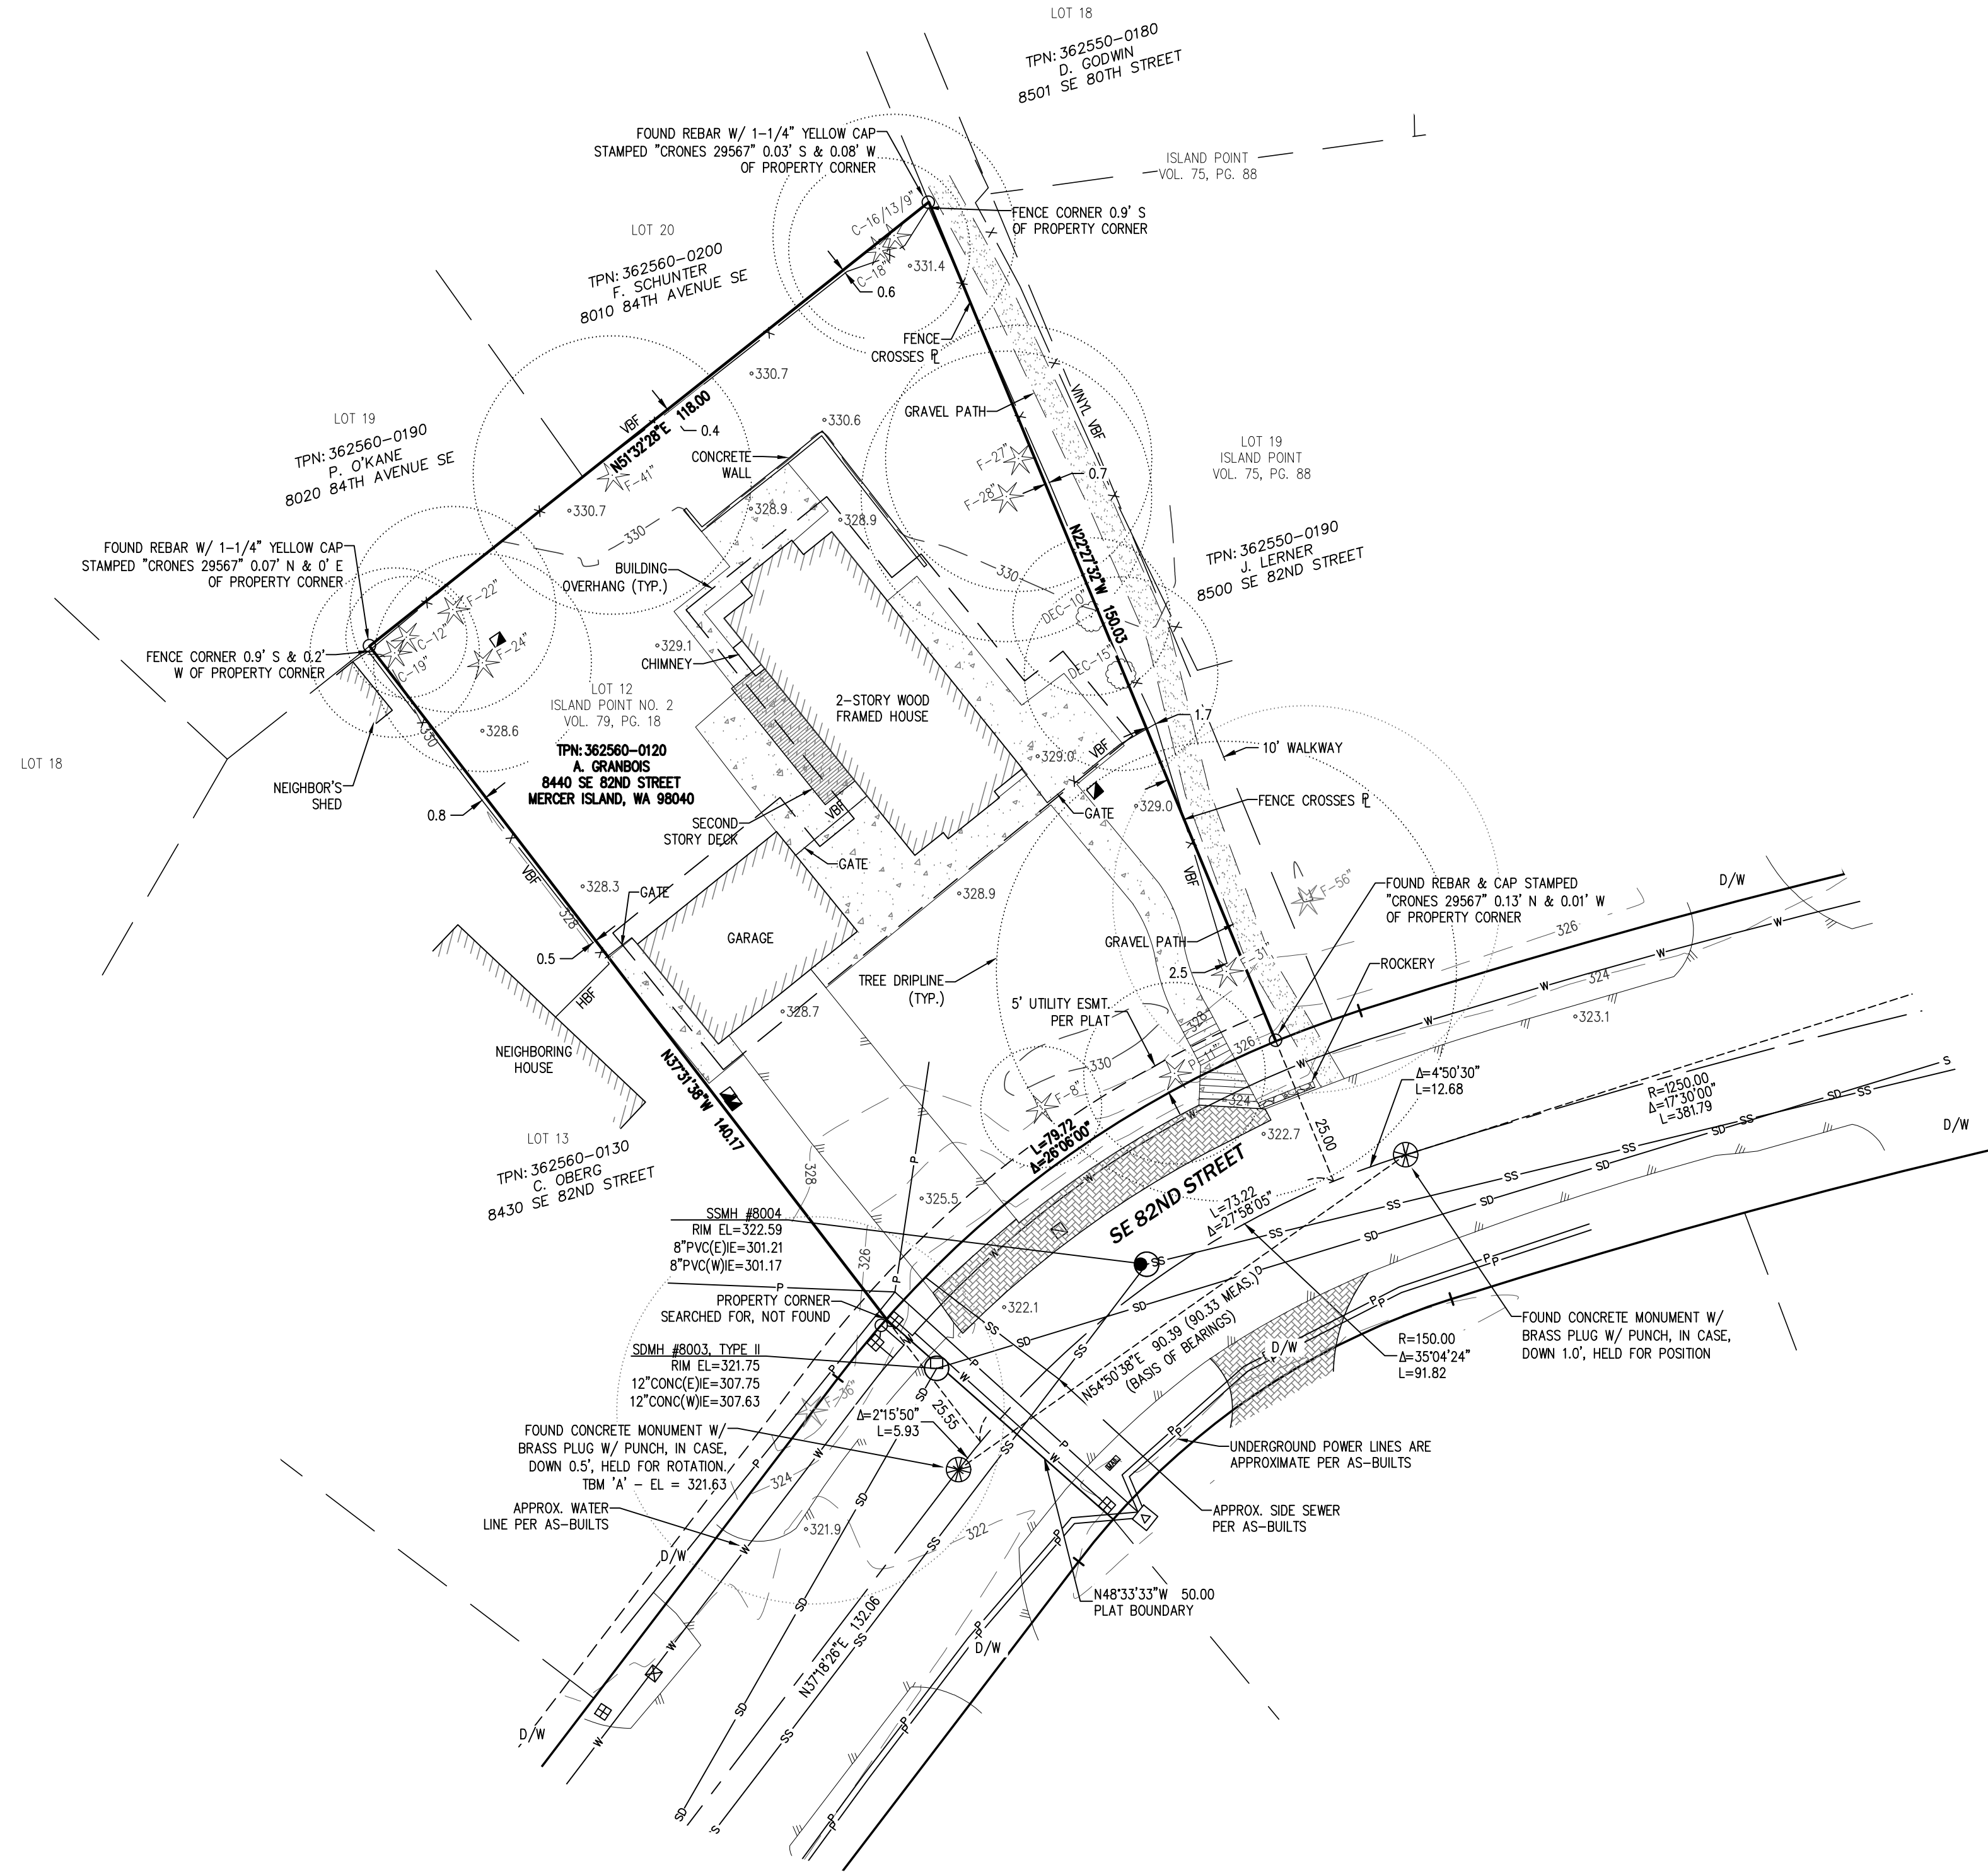 LOT 18
TPN: 362550-0180
D. GODWIN
8501 SE 80TH STREET
FOUND REBAR W/ 1-1/4" YELLOW CAP
STAMPED "CRONES 29567" 0.03' S & 0.08' W
OF PROPERTY CORNER
ISLAND POINT
VOL. 75, PG. 88
C-16/13/9"
C-18"
FENCE CORNER 0.9' S
OF PROPERTY CORNER
331.4
0.6
LOT 20
TPN: 362560-0200
F. SCHUNTER
8010 84TH AVENUE SE
FENCE
CROSSES PL
330.7
VINYL VBF
GRAVEL PATH
330.6
VBF
N51°32'28"E 118.00
0.4
LOT 19
TPN: 362560-0190
P. O'KANE
8020 84TH AVENUE SE
CONCRETE
WALL
F-41"
F-27"
F-28"
0.7
LOT 19
ISLAND POINT
VOL. 75, PG. 88
TPN: 362550-0190
J. LERNER
8500 SE 82ND STREET
330.7
328.9
328.9
330
330
N22°27'32"W 150.03
FOUND REBAR W/ 1-1/4" YELLOW CAP
STAMPED "CRONES 29567" 0.07' N & 0' E
OF PROPERTY CORNER
BUILDING
OVERHANG (TYP.)
DEC-10"
DEC-15"
F-22"
C-12"
F-24"
C-19"
FENCE CORNER 0.9' S & 0.2'
W OF PROPERTY CORNER
329.1
CHIMNEY
LOT 12
ISLAND POINT NO. 2
VOL. 79, PG. 18
TPN: 362560-0120
A. GRANBOIS
8440 SE 82ND STREET
MERCER ISLAND, WA 98040
2-STORY WOOD
FRAMED HOUSE
1.7
10' WALKWAY
328.6
330
329.0
VBF
LOT 18
NEIGHBOR'S
SHED
0.8
SECOND
STORY DECK
VBF
GATE
329.0
FENCE CROSSES PL
GATE
VBF
VBF
328.3
GATE
328.9
F-56"
FOUND REBAR & CAP STAMPED
"CRONES 29567" 0.13' N & 0.01' W
OF PROPERTY CORNER
D/W
328
0.5
GARAGE
GRAVEL PATH
2.5
F-31"
326
W
ROCKERY
324
HBF
TREE DRIPLINE
(TYP.)
328.7
5' UTILITY ESMT.
PER PLAT
328
326
323.1
NEIGHBORING
HOUSE
N37°31'38"W 140.17
330
P-11"
F-8"
324
322.7
25.00
Δ=4°50'30"
L=12.68
R=1250.00
Δ=17°30'00"
L=381.79
S
SD
SS
D/W
LOT 13
TPN: 362560-0130
C. OBERG
8430 SE 82ND STREET
L=79.72
Δ=26°06'00"
SE 82ND STREET
L=73.22
Δ=27°58'05"
328
325.5
P
SSMH #8004
RIM EL=322.59
8"PVC(E)IE=301.21
8"PVC(W)IE=301.17
326
PROPERTY CORNER
SEARCHED FOR, NOT FOUND
322.1
N54°50'38"E 90.39 (90.33 MEAS.)
(BASIS OF BEARINGS)
D/W
R=150.00
Δ=35°04'24"
L=91.82
FOUND CONCRETE MONUMENT W/
BRASS PLUG W/ PUNCH, IN CASE,
DOWN 1.0', HELD FOR POSITION
SDMH #8003, TYPE II
RIM EL=321.75
12"CONC(E)IE=307.75
12"CONC(W)IE=307.63
F-36"
Δ=2°15'50"
L=5.93
25.55
FOUND CONCRETE MONUMENT W/
BRASS PLUG W/ PUNCH, IN CASE,
DOWN 0.5', HELD FOR ROTATION.
TBM 'A' - EL = 321.63
324
UNDERGROUND POWER LINES ARE
APPROXIMATE PER AS-BUILTS
APPROX. WATER
LINE PER AS-BUILTS
321.9
322
APPROX. SIDE SEWER
PER AS-BUILTS
D/W
N48°33'33"W 50.00
PLAT BOUNDARY
N37°18'26"E 132.06
D/W
D/W
W
SD
SS
S
P